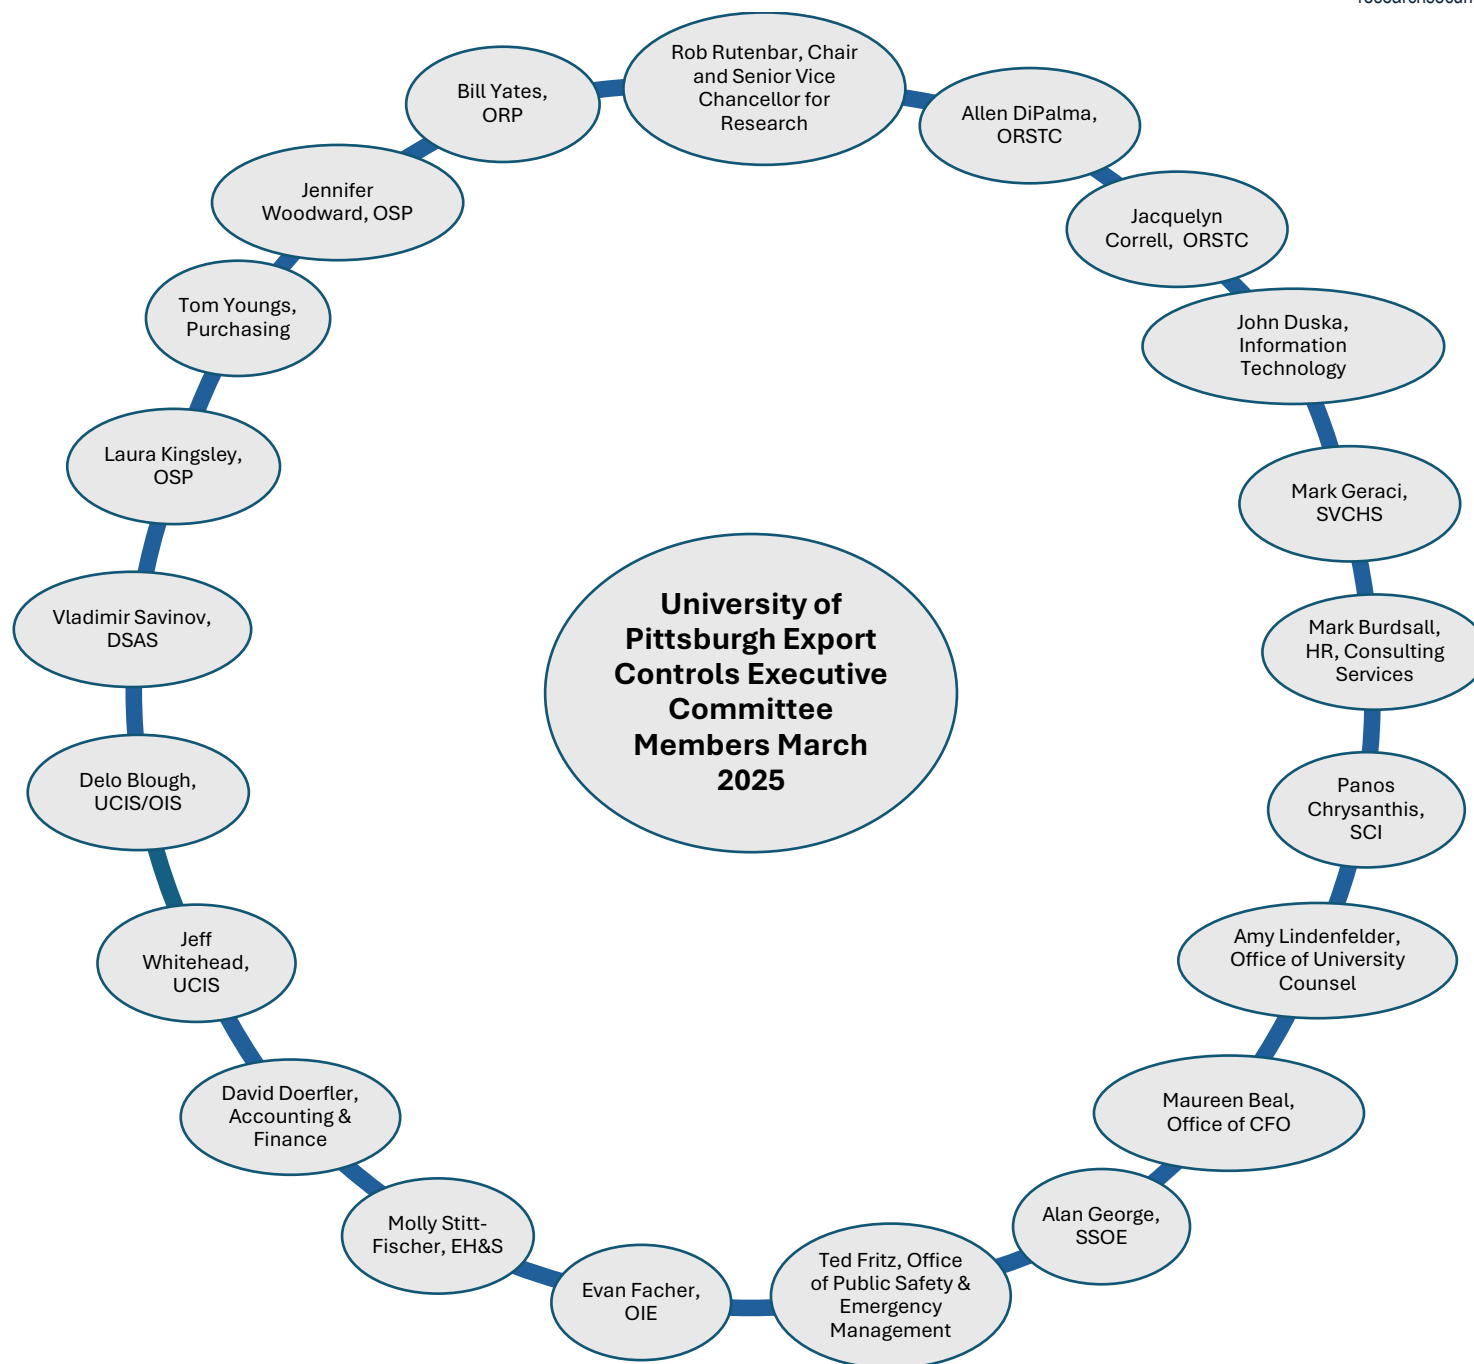 Rob Rutenbar, Chair
and Senior Vice
Chancellor for
Research
Allen DiPalma,
ORSTC
Jacquelyn
Correll, ORSTC
John Duska,
Information
Technology
Mark Geraci,
SVCHS
Mark Burdsall,
HR, Consulting
Services
Panos
Chrysanthis,
SCI
Amy Lindenfelder,
Office of University
Counsel
Maureen Beal,
Office of CFO
Alan George,
SSOE
Ted Fritz, Office
of Public Safety &
Emergency
Management
Evan Facher,
OIE
Molly Stitt-
Fischer, EH&S
David Doerfler,
Accounting &
Finance
Jeff
Whitehead,
UCIS
Delo Blough,
UCIS/OIS
Vladimir Savinov,
DSAS
Laura Kingsley,
OSP
Tom Youngs,
Purchasing
Jennifer
Woodward, OSP
Bill Yates,
ORP
University of
Pittsburgh Export
Controls Executive
Committee
Members March
2025